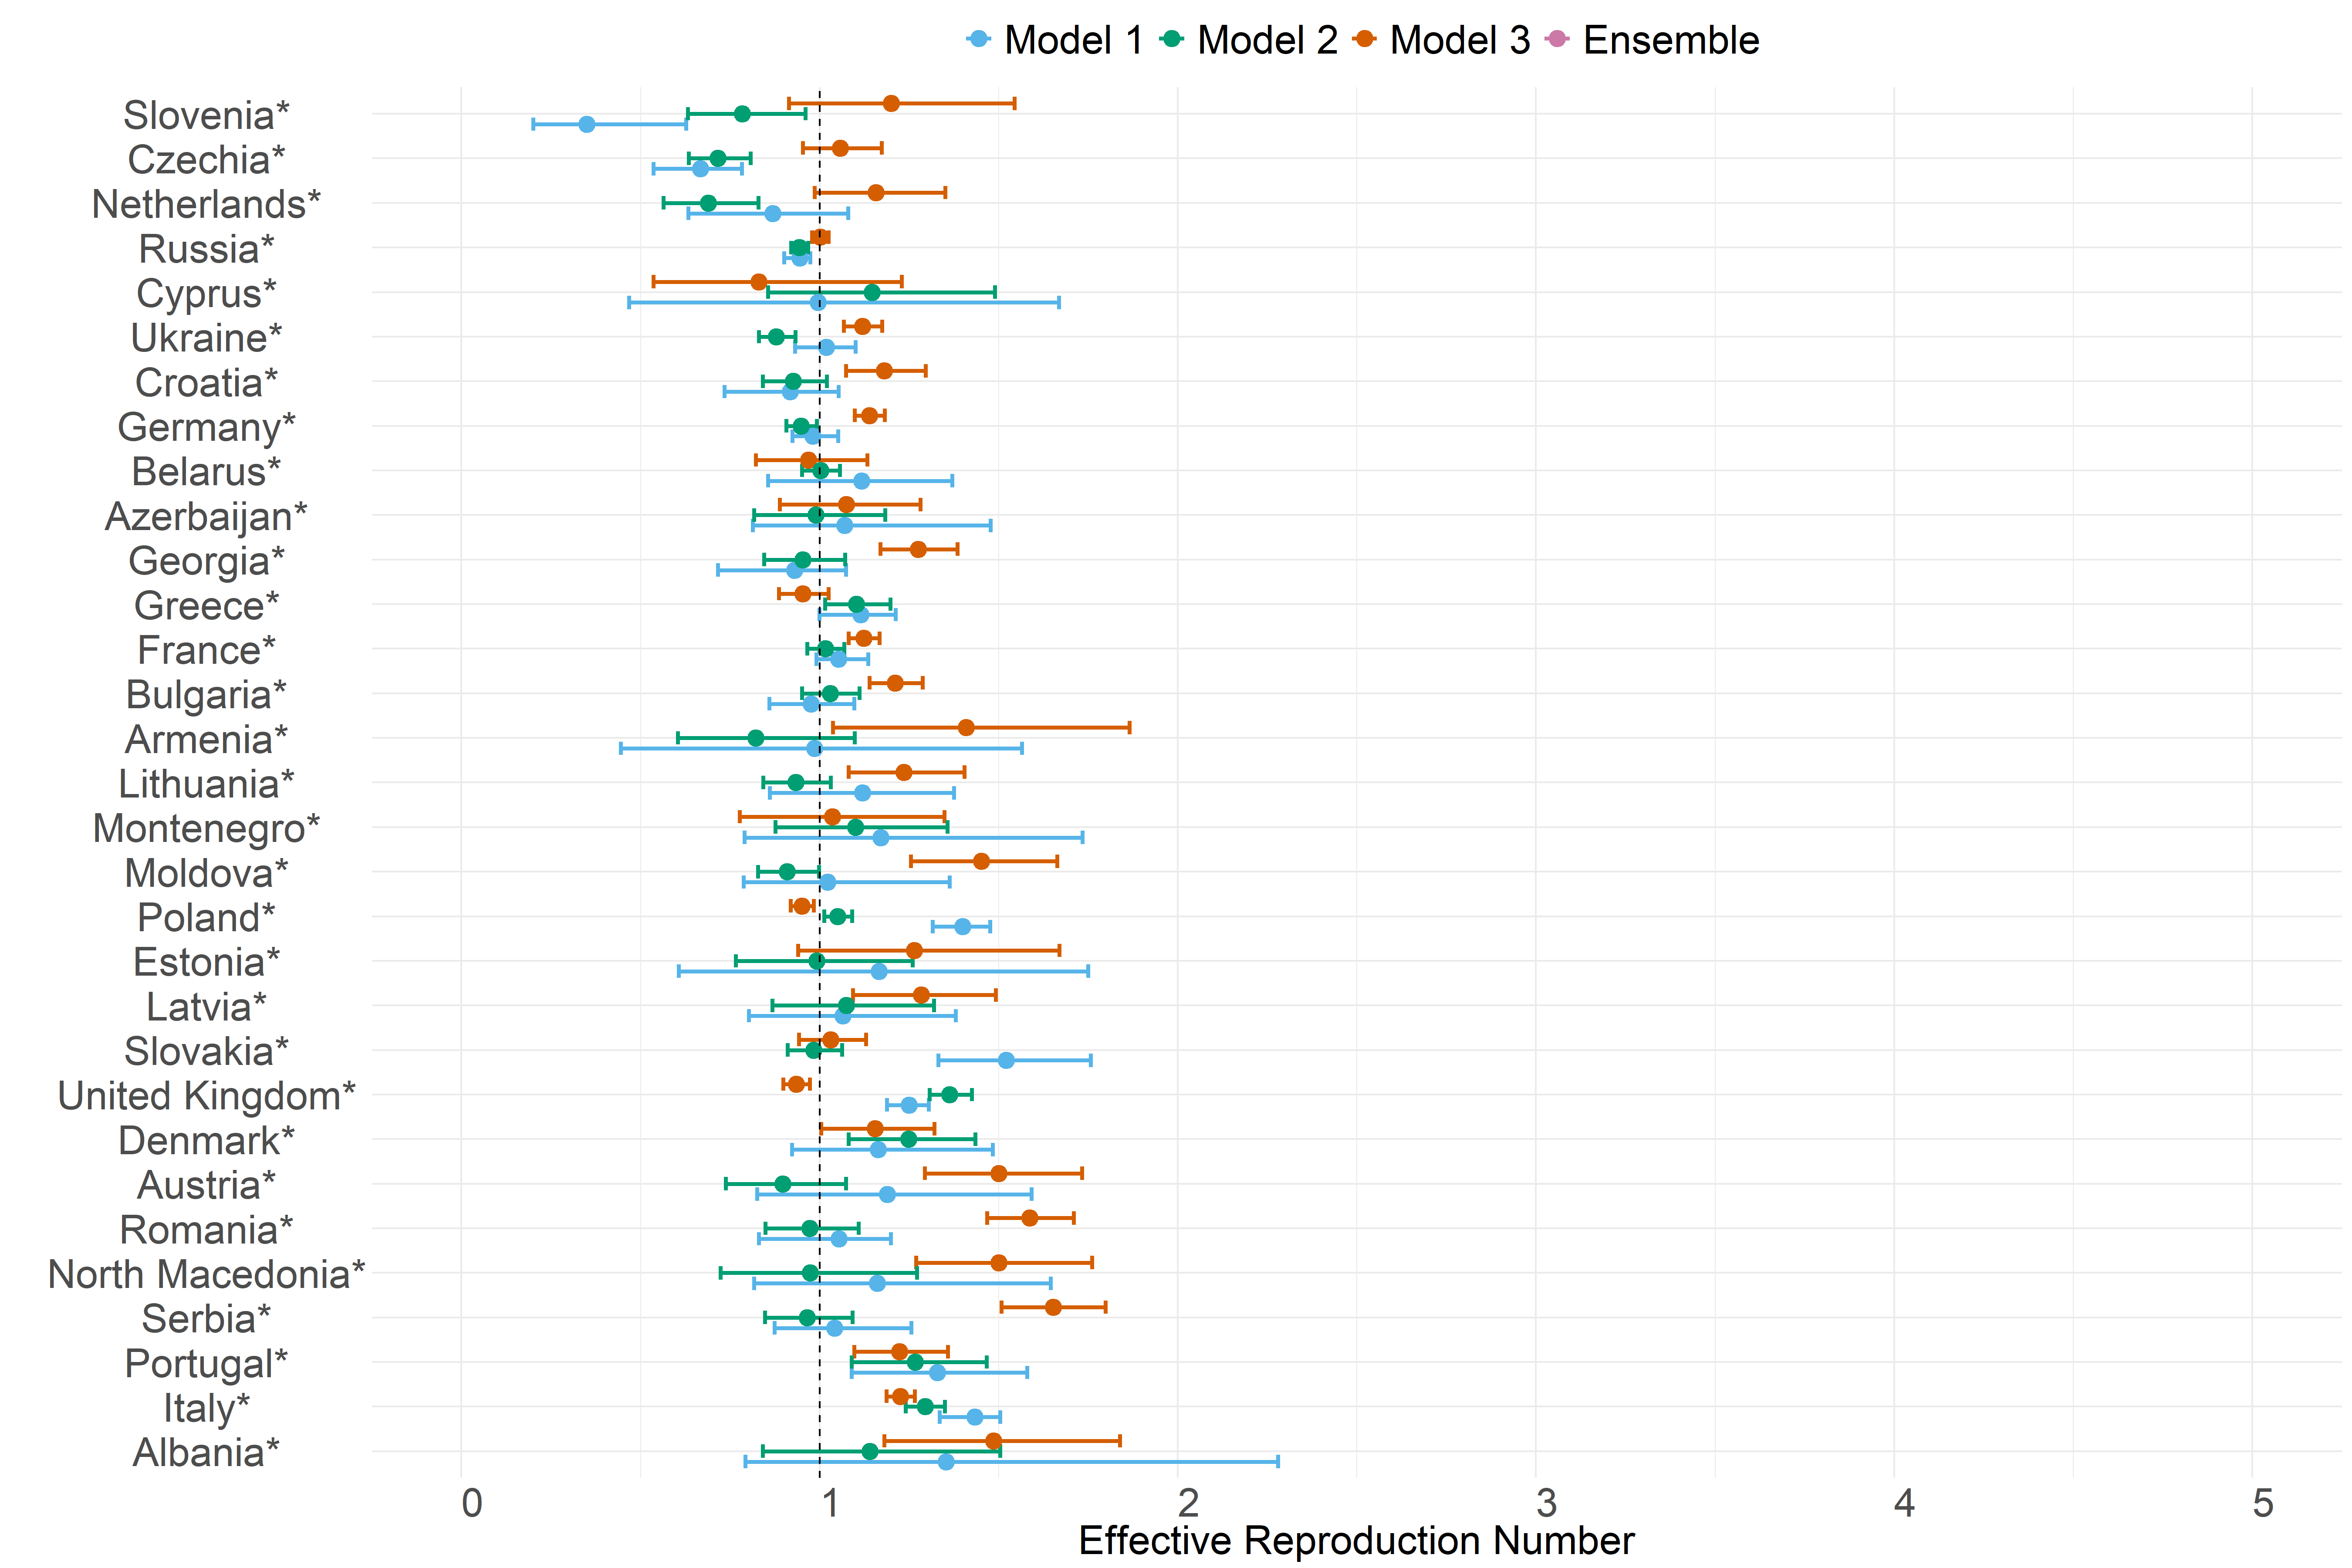 Model 1 Model 2 Model 3 Ensemble
Slovenia*
Czechia*
Netherlands*
Russia*
Cyprus*
Ukraine*
Croatia*
Germany*
Belarus*
Azerbaijan*
Georgia*
Greece*
France*
Bulgaria*
Armenia*
Lithuania*
Montenegro*
Moldova*
Poland*
Estonia*
Latvia*
Slovakia*
United Kingdom*
Denmark*
Austria*
Romania*
North Macedonia*
Serbia*
Portugal*
Italy*
Albania*
0 1 2 3 4 5
Effective Reproduction Number